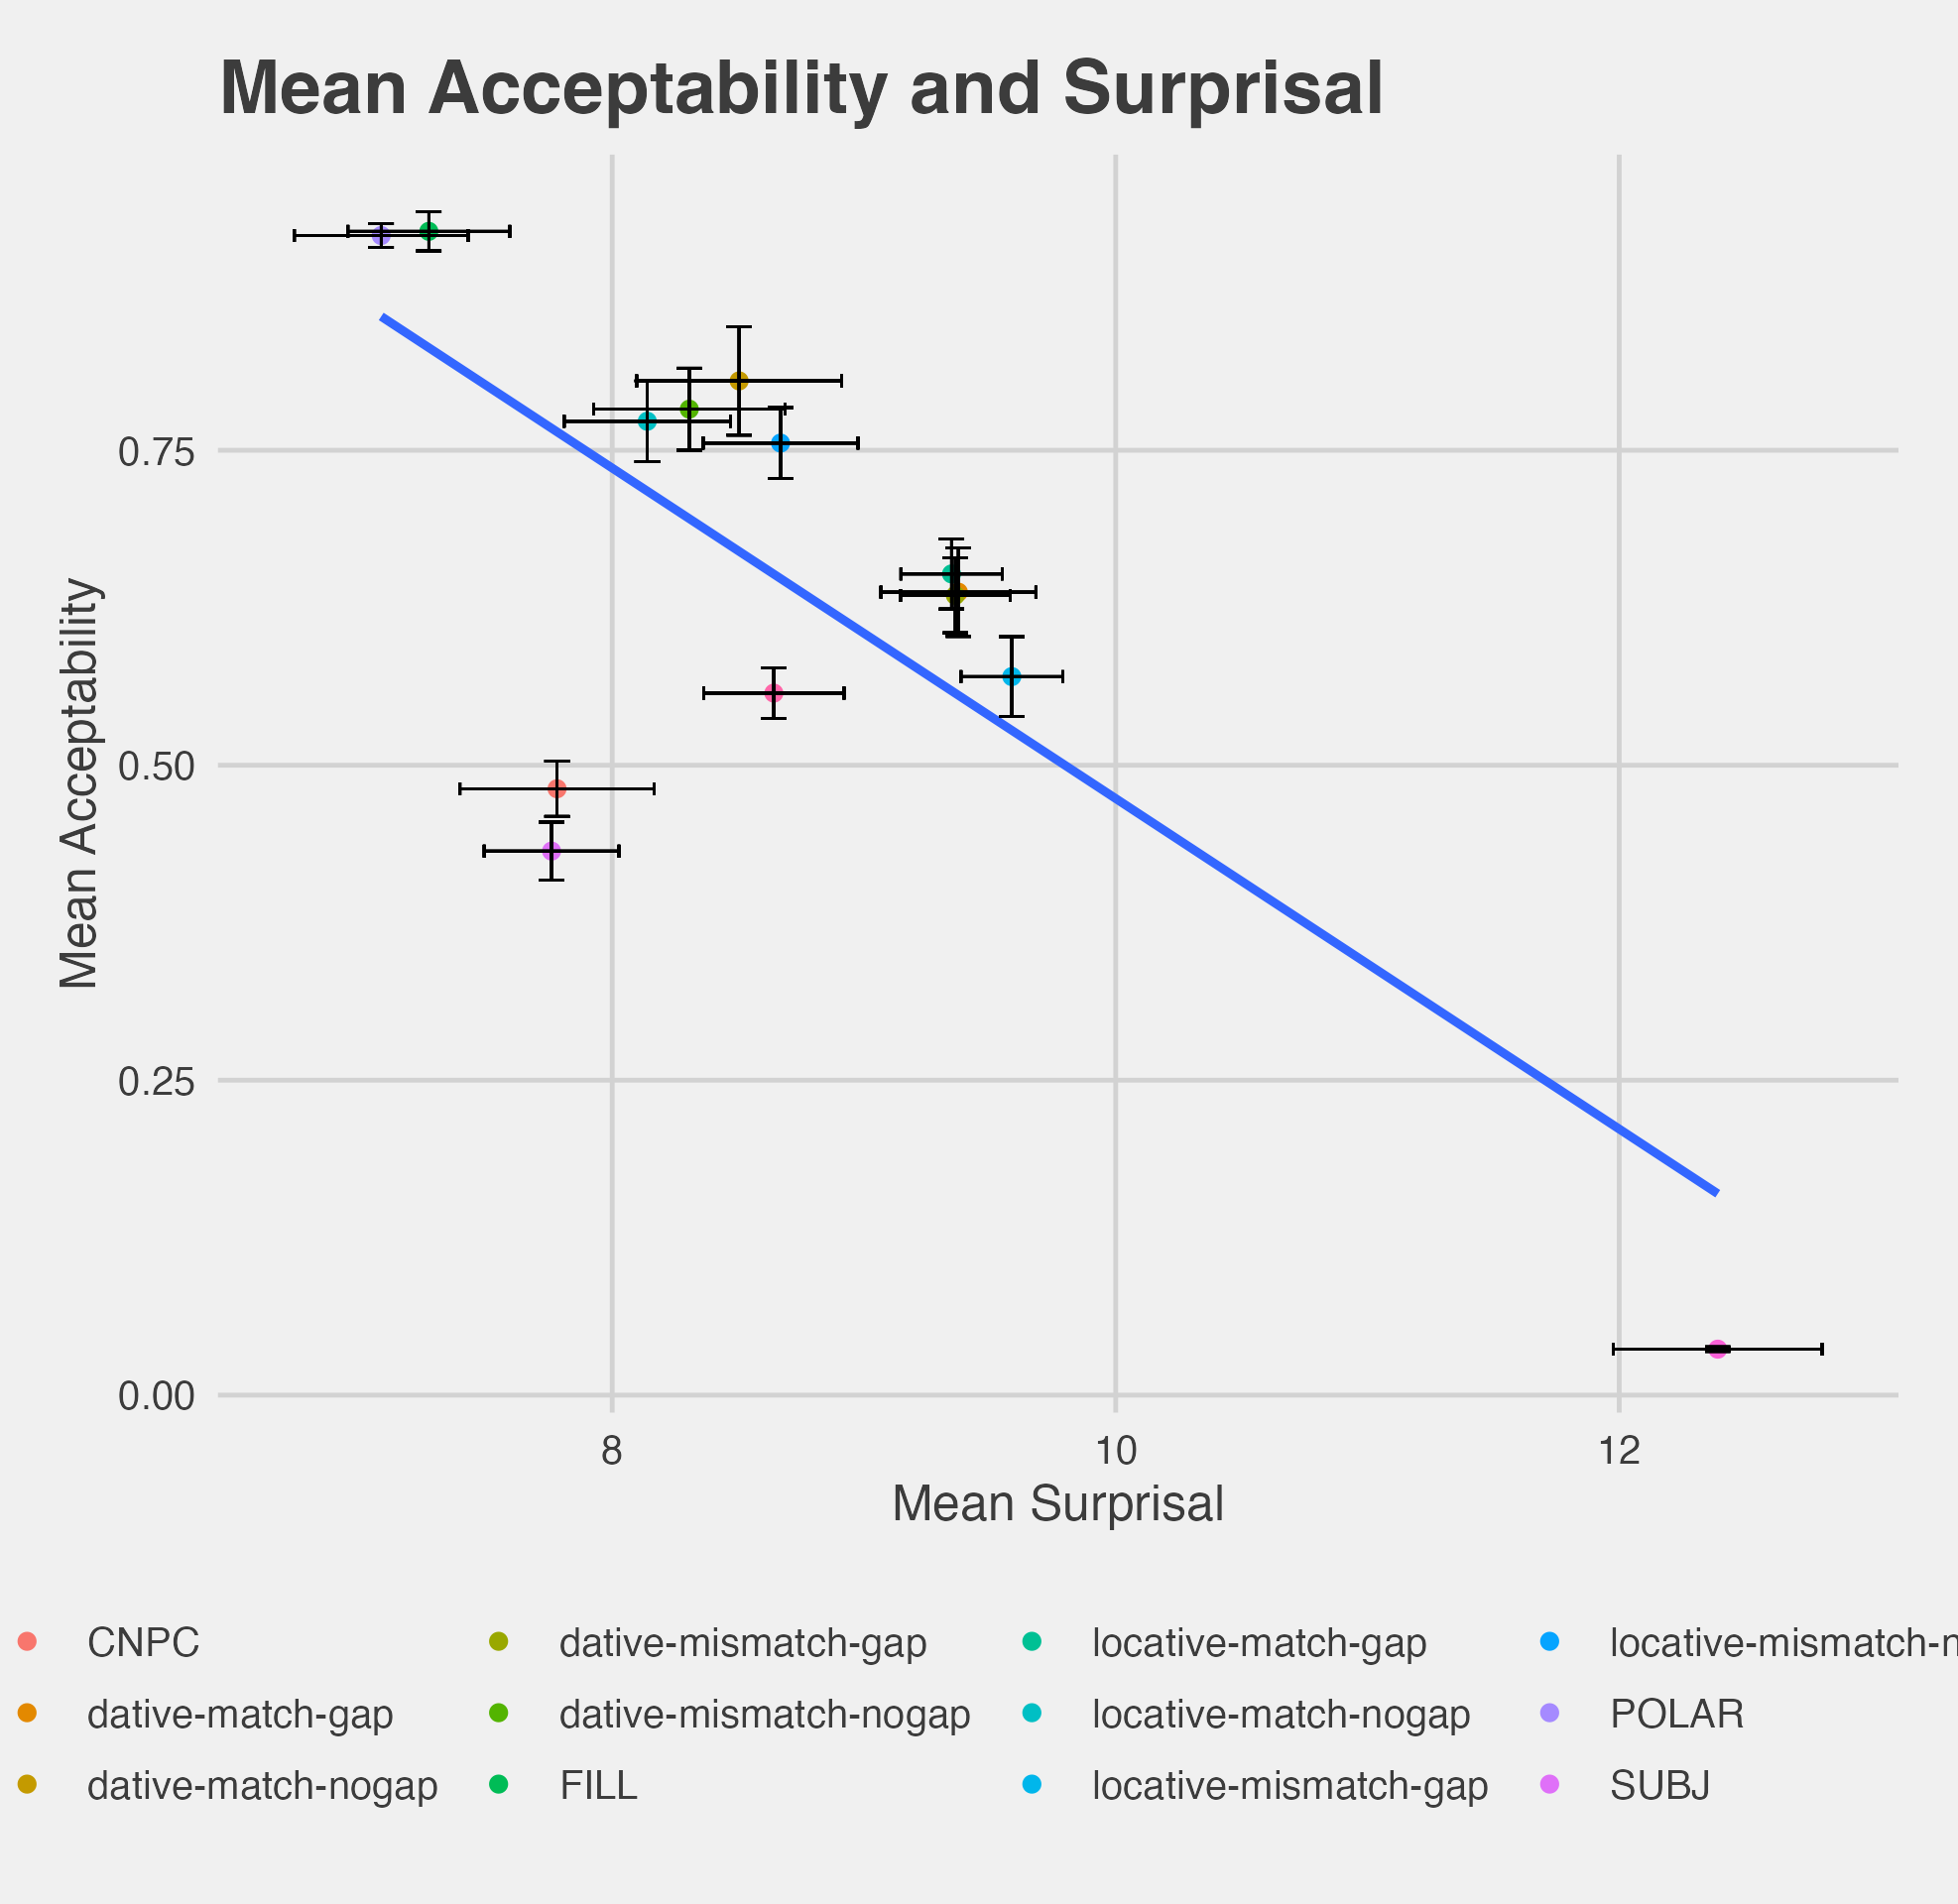 Mean Acceptability and Surprisal
Mean Acceptability
0.75
0.50
0.25
0.00
8 10 12
Mean Surprisal
CNPC dative-mismatch-gap locative-match-gap locative-mismatch-n
dative-match-gap dative-mismatch-nogap locative-match-nogap POLAR
dative-match-nogap FILL locative-mismatch-gap SUBJ